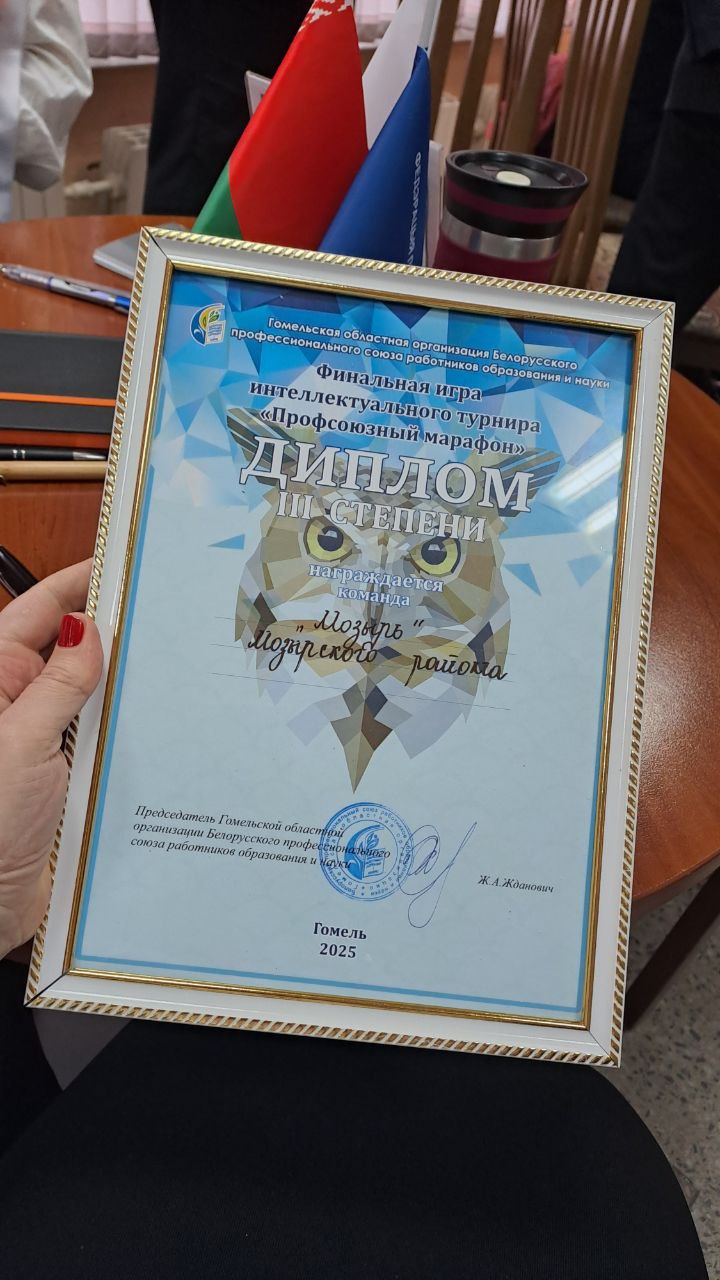 Гомельская областная организация Белорусского
профессионального союза работников образования и науки
Финальная игра
интеллектуального турнира
«Профсоюзный марафон»
ДИПЛОМ
III СТЕПЕНИ
награждается
команда
"Мозырь"
Мозырского района
Председатель Гомельской областной
организации Белорусского профессионального
союза работников образования и науки
Ж.А.Жданович
Гомель
2025